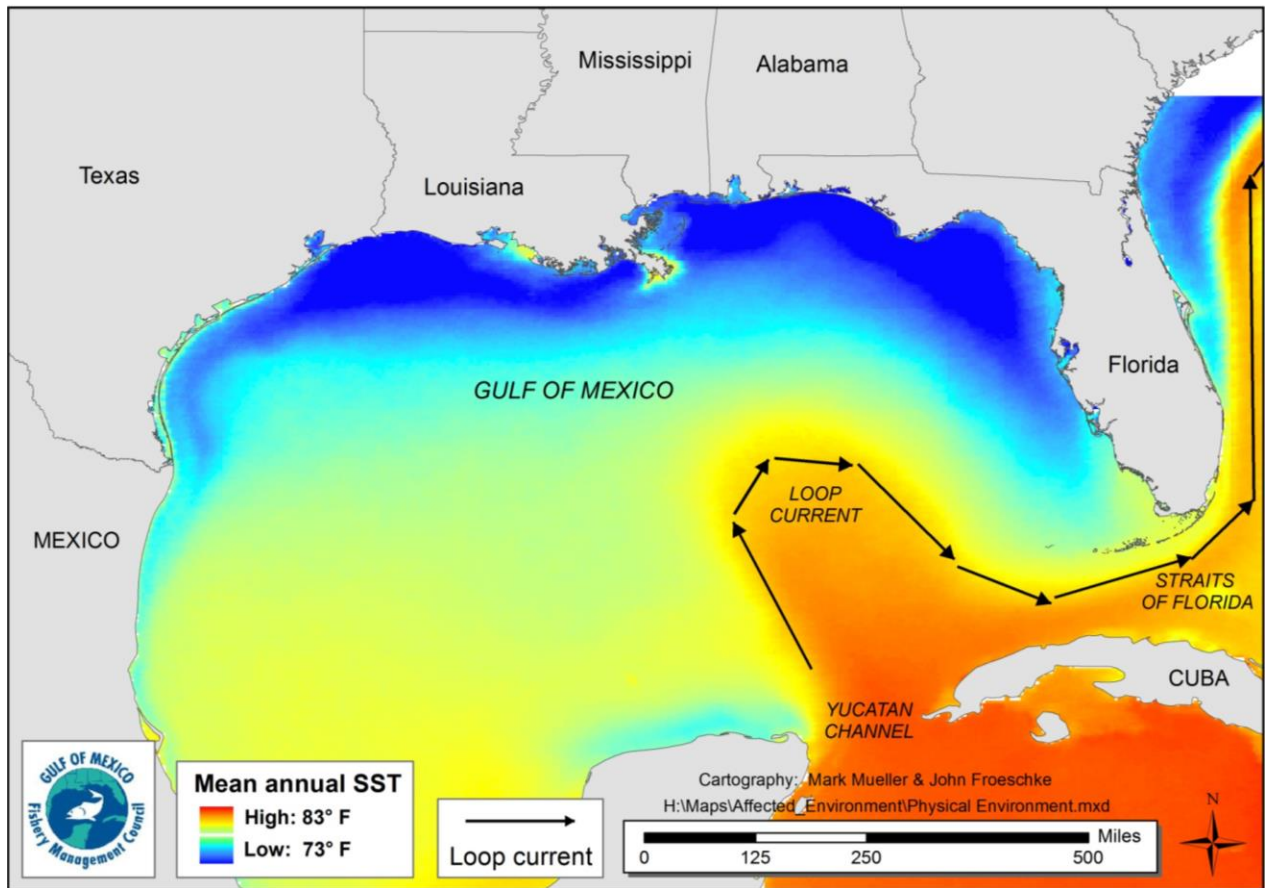 Mississippi
Alabama
Texas
Louisiana
Florida
GULF OF MEXICO
LOOP
CURRENT
MEXICO
STRAITS
OF FLORIDA
CUBA
YUCATAN
CHANNEL
GULF OF MEXICO
Fishery Management Council
Mean annual SST
High: 83° F
Low: 73° F
Loop current
Cartography: Mark Mueller & John Froeschke
H:\Maps\Affected_Environment\Physical Environment.mxd
N
Miles
0 125 250 500